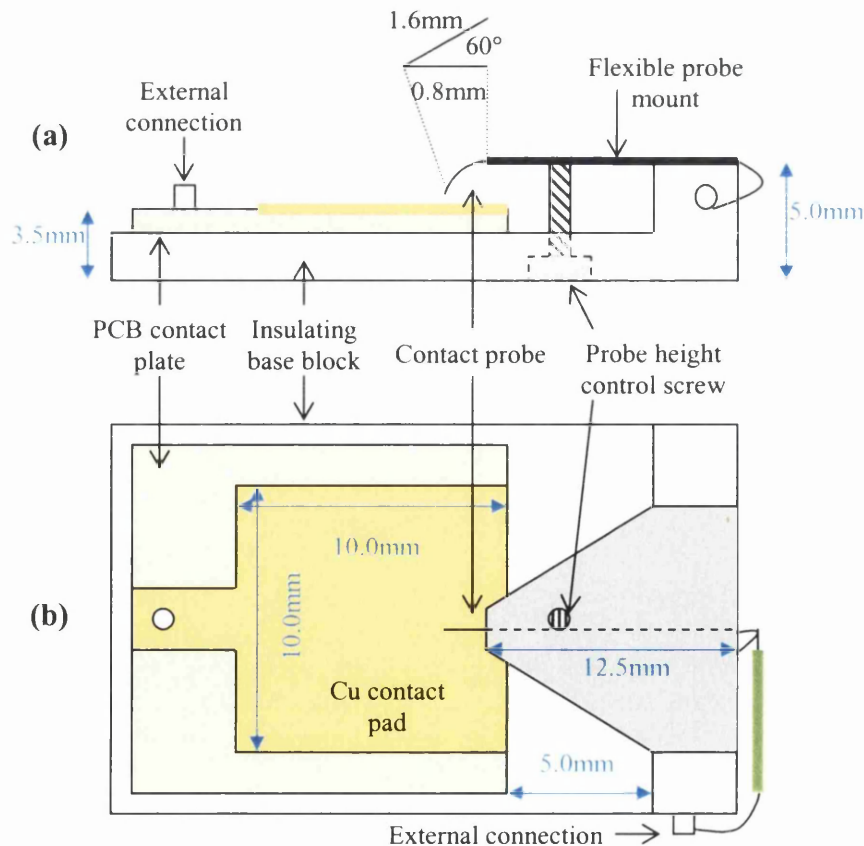 1.6mm
60°
0.8mm
Flexible probe
mount
External
connection
(a)
3.5mm
5.0mm
PCB contact
plate
Insulating
base block
Contact probe
Probe height
control screw
10.0mm
10.0mm
(b)
12.5mm
Cu contact
pad
5.0mm
External connection